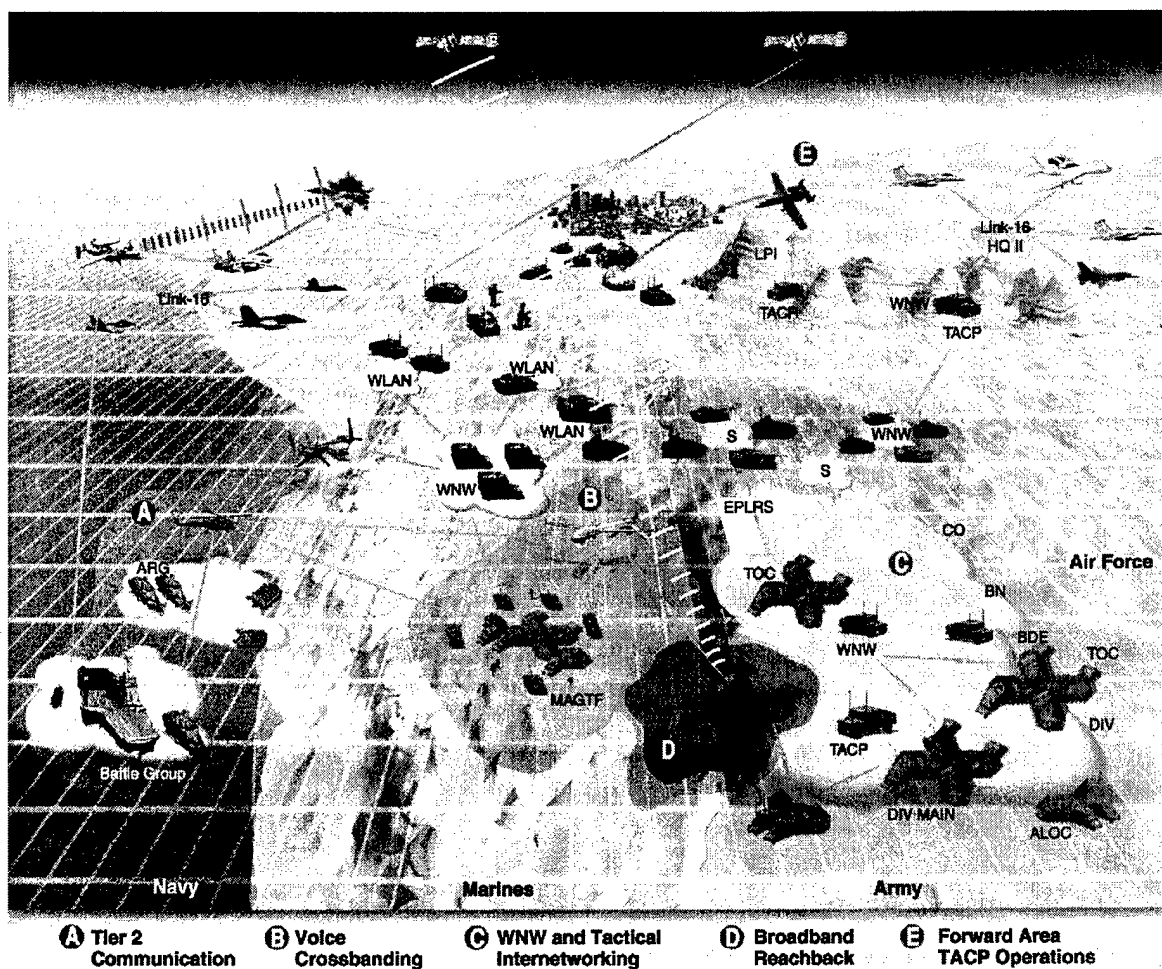 E
LPI
Link-16
HQ II
Link-16
TACP
WNW
TACP
WLAN
WLAN
WLAN
S
WNW
S
WNW
B
EPLRS
A
CO
ARG
TOC
C
Air Force
BN
L
WNW
BDE
TOC
MAGTF
DIV
D
TACP
Battle Group
DIV MAIN
ALOC
Navy
Marines
Army
A Tier 2
Communication
B Voice
Crossbanding
C WNW and Tactical
Internetworking
D Broadband
Reachback
E Forward Area
TACP Operations